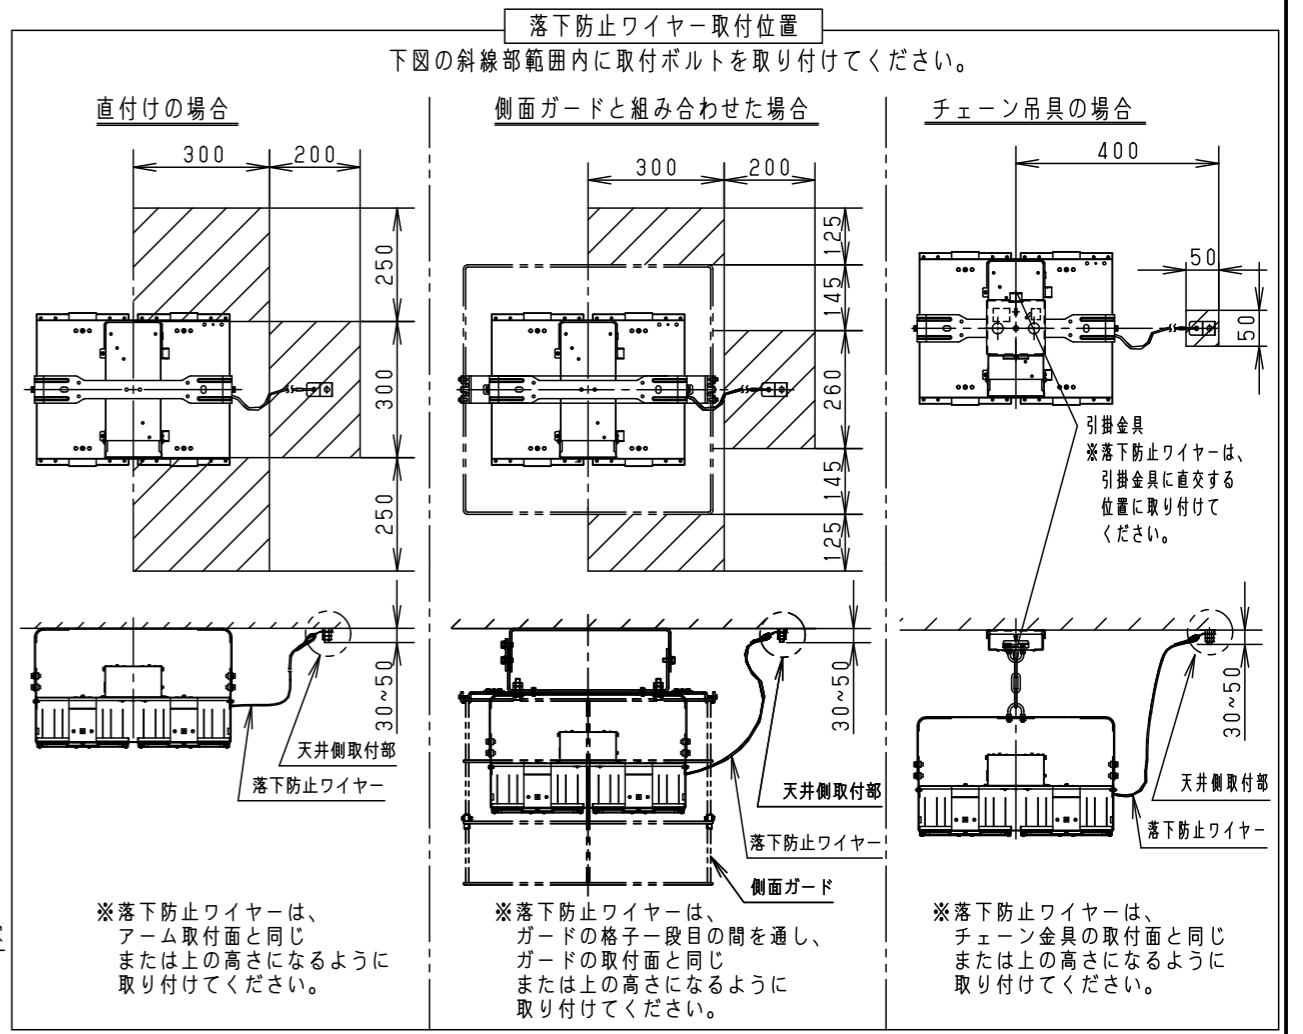 落下防止ワイヤー取付位置
下図の斜線部範囲内に取付ボルトを取り付けてください。
直付けの場合
300
200
250
300
250
30~50
天井側取付部
落下防止ワイヤー
※落下防止ワイヤーは、
アーム取付面と同じ
または上の高さになるように
取り付けてください。
側面ガードと組み合わせた場合
300
200
125
145
260
145
125
30~50
天井側取付部
落下防止ワイヤー
側面ガード
※落下防止ワイヤーは、
ガードの格子一段目の間を通し、
ガードの取付面と同じ
または上の高さになるように
取り付けてください。
チェーン吊具の場合
400
50
50
引掛金具
※落下防止ワイヤーは、
引掛金具に直交する
位置に取り付けて
ください。
30~50
天井側取付部
落下防止ワイヤー
※落下防止ワイヤーは、
チェーン金具の取付面と同じ
または上の高さになるように
取り付けてください。